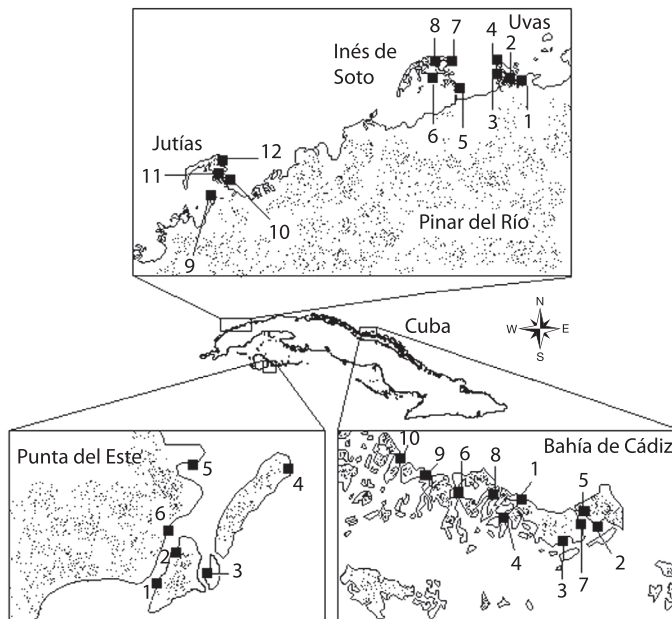 Uvas
8 7
4
2
Inés de
Soto
6
5
3
1
Jutías
12
11
10
9
Pinar del Río
Cuba
N
W E
S
Punta del Este
5
4
6
2
3
1
Bahía de Cádiz
10
9
6
8
1
5
4
3
7
2